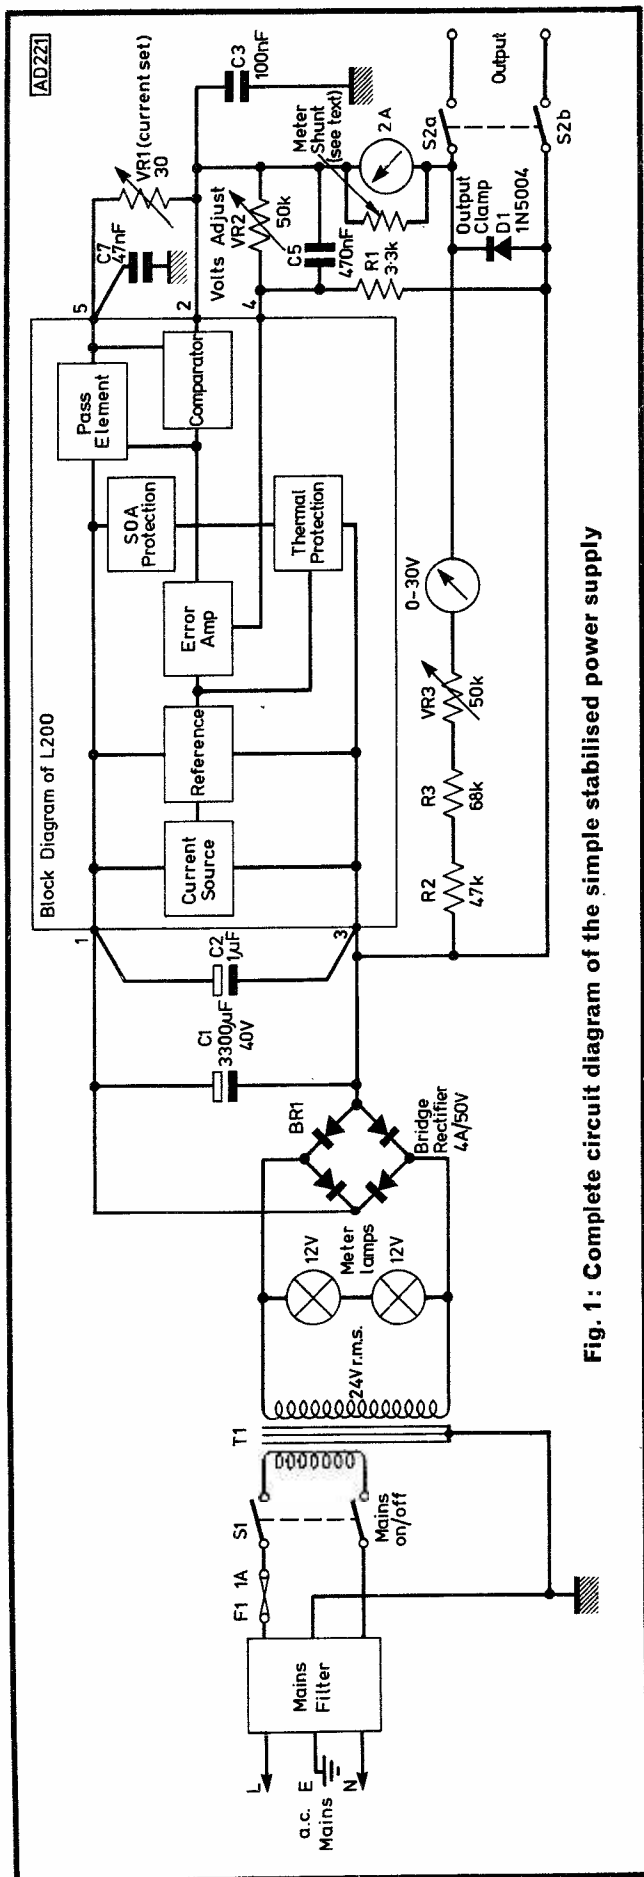 AD221
a.c.
Mains
L
E
N
Mains
Filter
F1 1A
S1
Mains
on/off
T1
24V r.m.s.
12V
Meter
lamps
12V
BR1
Bridge
Rectifier
4A/50V
C1
3300µF
40V
C2
1µF
1
3
Block Diagram of L200
Current
Source
Reference
Error
Amp
SOA
Protection
Thermal
Protection
Pass
Element
Comparator
5
2
4
C7
47nF
VR1 (current set)
30
C3
100nF
Volts Adjust
VR2
50k
C5
470nF
R1
3·3k
Meter
Shunt
(see text)
2A
R2
47k
R3
68k
VR3
50k
0-30V
Output
Clamp
D1
1N5004
S2a
S2b
Output
Fig. 1: Complete circuit diagram of the simple stabilised power supply